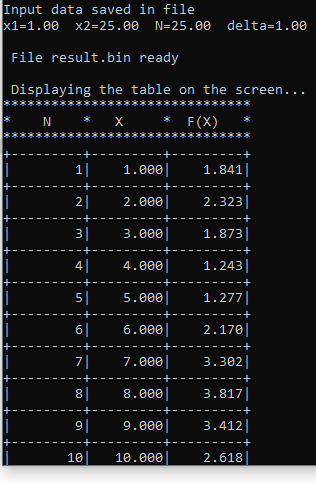 Input data saved in file
x1=1.00  x2=25.00  N=25.00  delta=1.00
File result.bin ready
Displaying the table on the screen...
*******************************
*    N    *   X     *  F(X)   *
*******************************
+---------+---------+---------+
|        1|    1.000|    1.841|
+---------+---------+---------+
|        2|    2.000|    2.323|
+---------+---------+---------+
|        3|    3.000|    1.873|
+---------+---------+---------+
|        4|    4.000|    1.243|
+---------+---------+---------+
|        5|    5.000|    1.277|
+---------+---------+---------+
|        6|    6.000|    2.170|
+---------+---------+---------+
|        7|    7.000|    3.302|
+---------+---------+---------+
|        8|    8.000|    3.817|
+---------+---------+---------+
|        9|    9.000|    3.412|
+---------+---------+---------+
|       10|   10.000|    2.618|